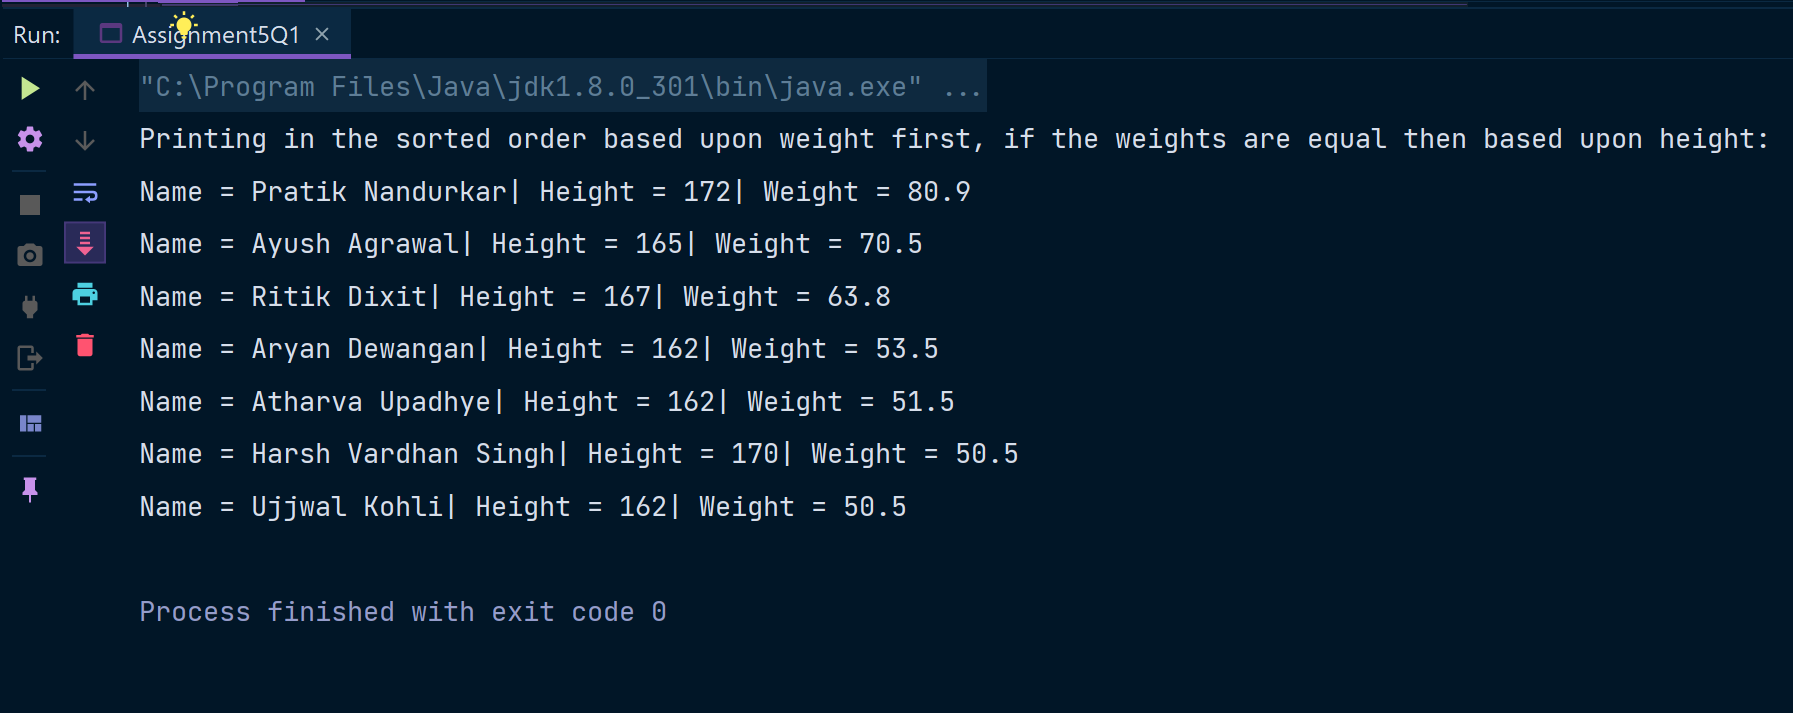 Run: Assignment5Q1
"C:\Program Files\Java\jdk1.8.0_301\bin\java.exe" ...
Printing in the sorted order based upon weight first, if the weights are equal then based upon height:
Name = Pratik Nandurkar| Height = 172| Weight = 80.9
Name = Ayush Agrawal| Height = 165| Weight = 70.5
Name = Ritik Dixit| Height = 167| Weight = 63.8
Name = Aryan Dewangan| Height = 162| Weight = 53.5
Name = Atharva Upadhye| Height = 162| Weight = 51.5
Name = Harsh Vardhan Singh| Height = 170| Weight = 50.5
Name = Ujjwal Kohli| Height = 162| Weight = 50.5
Process finished with exit code 0